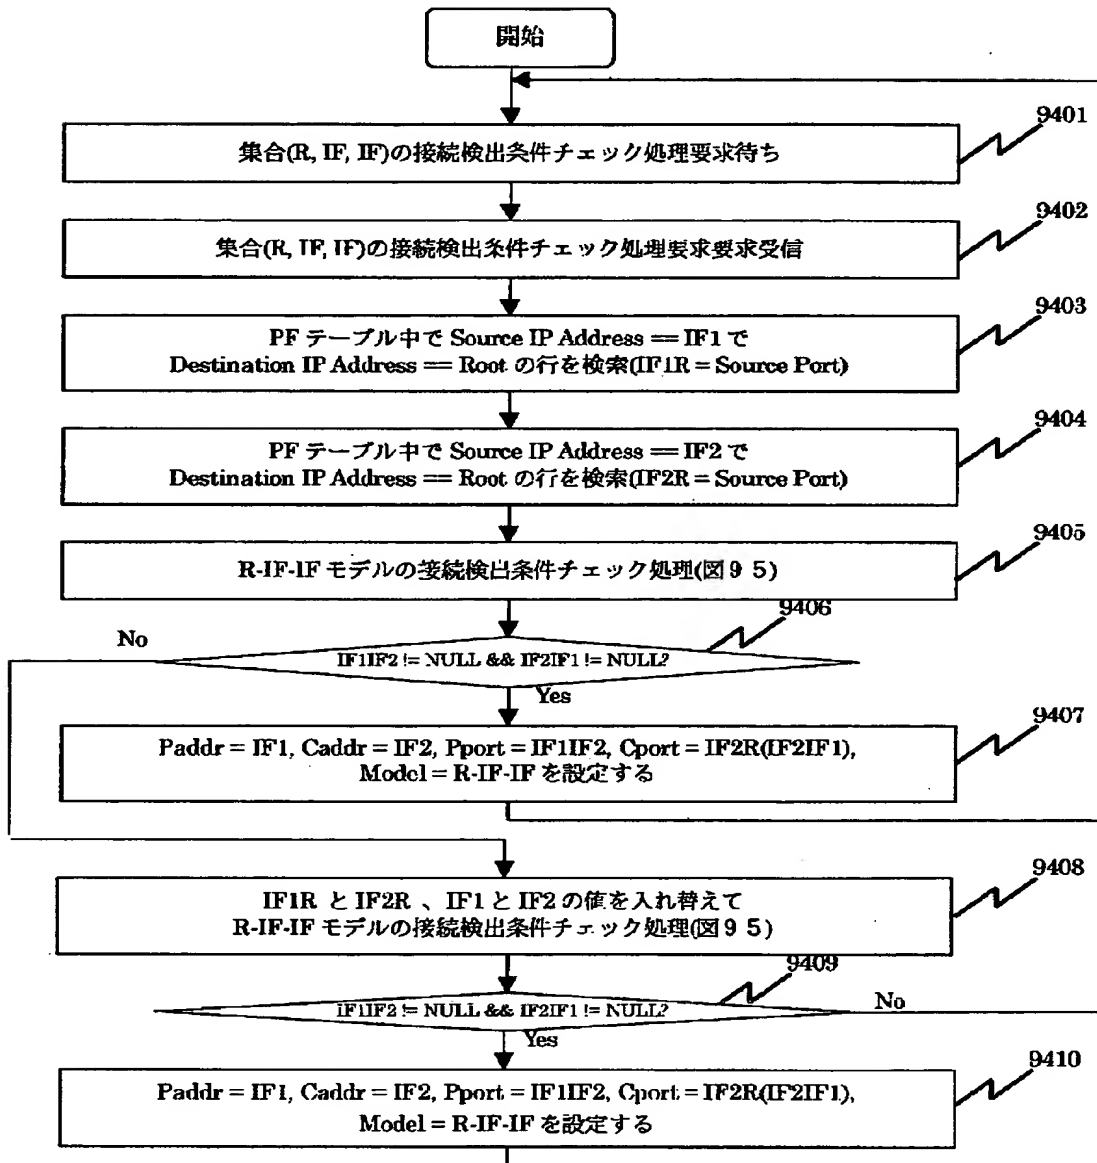 開始
9401
集合(R, IF, IF)の接続検出条件チェック処理要求待ち
9402
集合(R, IF, IF)の接続検出条件チェック処理要求要求受信
9403
PF テーブル中で Source IP Address == IF1 で
Destination IP Address == Root の行を検索(IF1R = Source Port)
9404
PF テーブル中で Source IP Address == IF2 で
Destination IP Address == Root の行を検索(IF2R = Source Port)
9405
R-IF-IF モデルの接続検出条件チェック処理(図95)
9406
No
IF1IF2 != NULL && IF2IF1 != NULL?
Yes
9407
Paddr = IF1, Caddr = IF2, Pport = IF1IF2, Cport = IF2R(IF2IF1),
Model = R-IF-IF を設定する
9408
IF1R と IF2R 、IF1 と IF2 の値を入れ替えて
R-IF-IF モデルの接続検出条件チェック処理(図95)
9409
IF1IF2 != NULL && IF2IF1 != NULL?
No
Yes
9410
Paddr = IF1, Caddr = IF2, Pport = IF1IF2, Cport = IF2R(IF2IF1),
Model = R-IF-IF を設定する